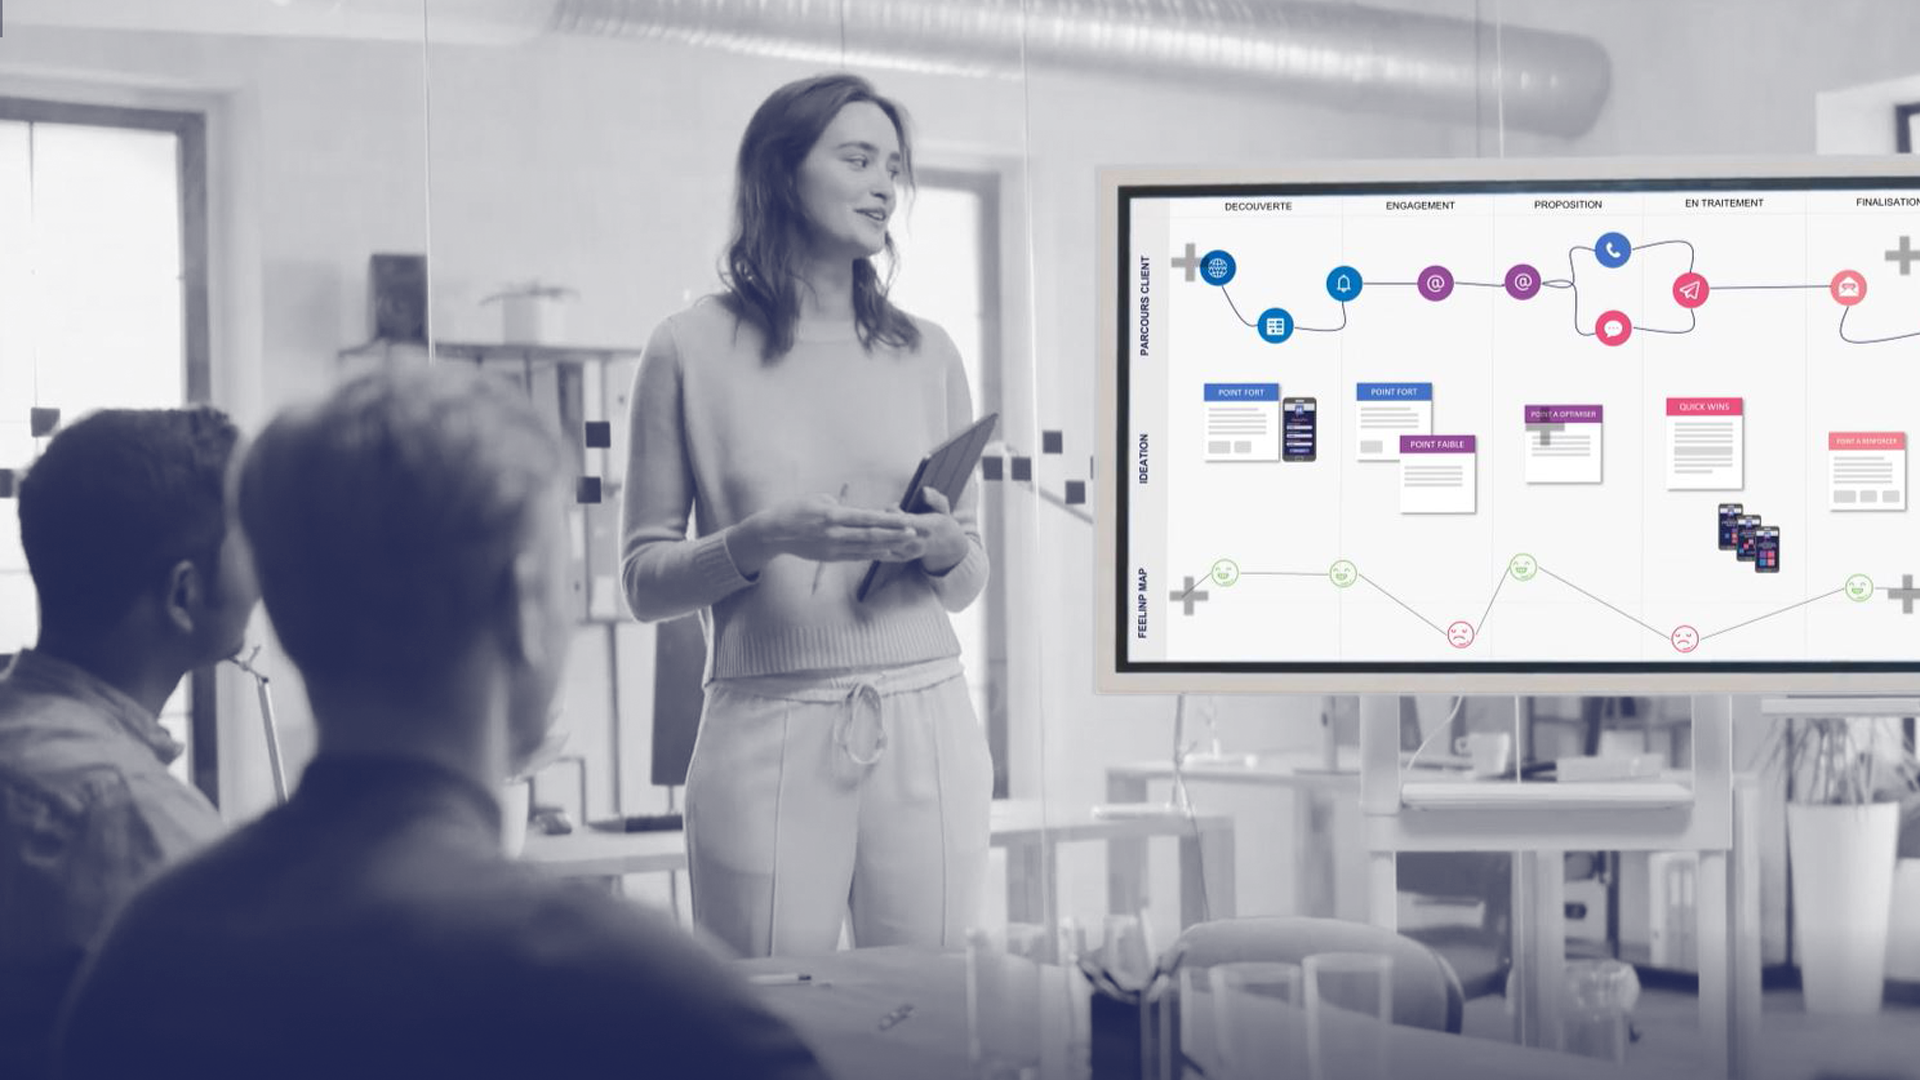 DECOUVERTE
ENGAGEMENT
PROPOSITION
EN TRAITEMENT
FINALISATION
PARCOURS CLIENT
IDEATION
POINT FORT
POINT FORT
POINT FAIBLE
POINT A OPTIMISER
QUICK WINS
POINT A RENFORCER
FEELINP MAP